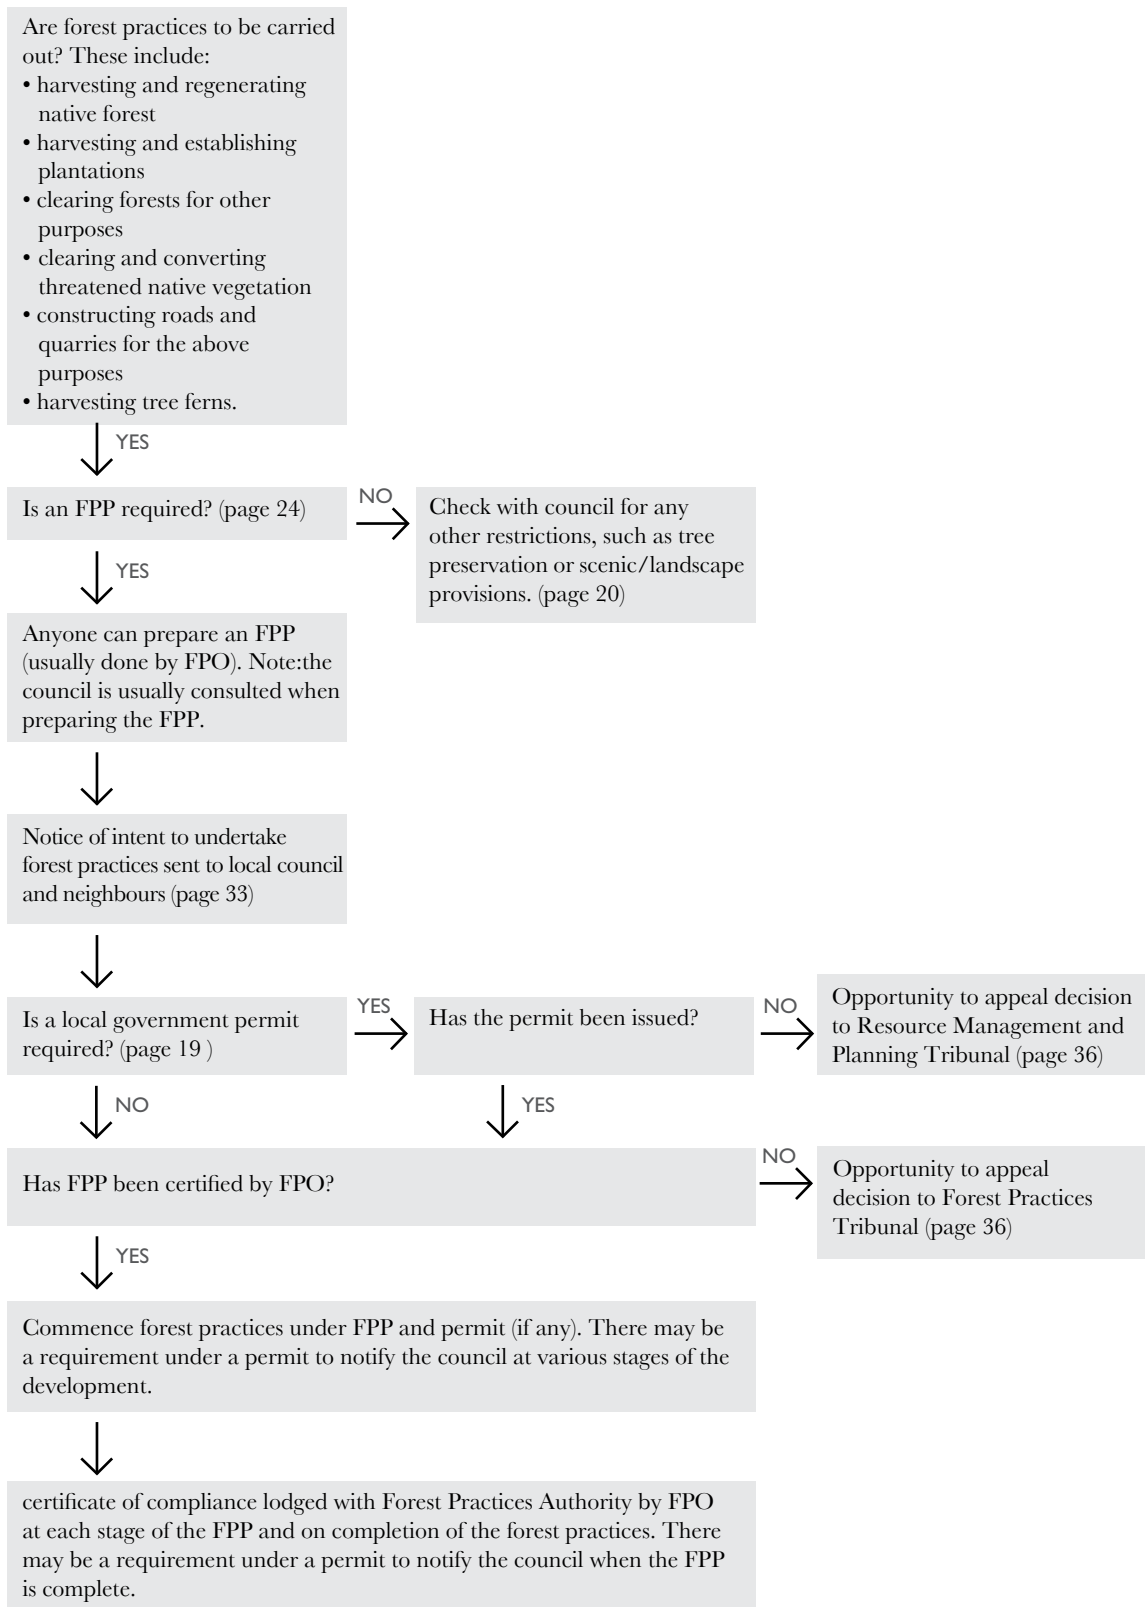 Are forest practices to be carried
out? These include:
• harvesting and regenerating
native forest
• harvesting and establishing
plantations
• clearing forests for other
purposes
• clearing and converting
threatened native vegetation
• constructing roads and
quarries for the above
purposes
• harvesting tree ferns.
YES
Is an FPP required? (page 24)
NO
Check with council for any
other restrictions, such as tree
preservation or scenic/landscape
provisions. (page 20)
YES
Anyone can prepare an FPP
(usually done by FPO). Note:the
council is usually consulted when
preparing the FPP.
Notice of intent to undertake
forest practices sent to local council
and neighbours (page 33)
Is a local government permit
required? (page 19 )
YES
Has the permit been issued?
NO
Opportunity to appeal decision
to Resource Management and
Planning Tribunal (page 36)
NO
YES
Has FPP been certified by FPO?
NO
Opportunity to appeal
decision to Forest Practices
Tribunal (page 36)
YES
Commence forest practices under FPP and permit (if any). There may be
a requirement under a permit to notify the council at various stages of the
development.
certificate of compliance lodged with Forest Practices Authority by FPO
at each stage of the FPP and on completion of the forest practices. There
may be a requirement under a permit to notify the council when the FPP
is complete.